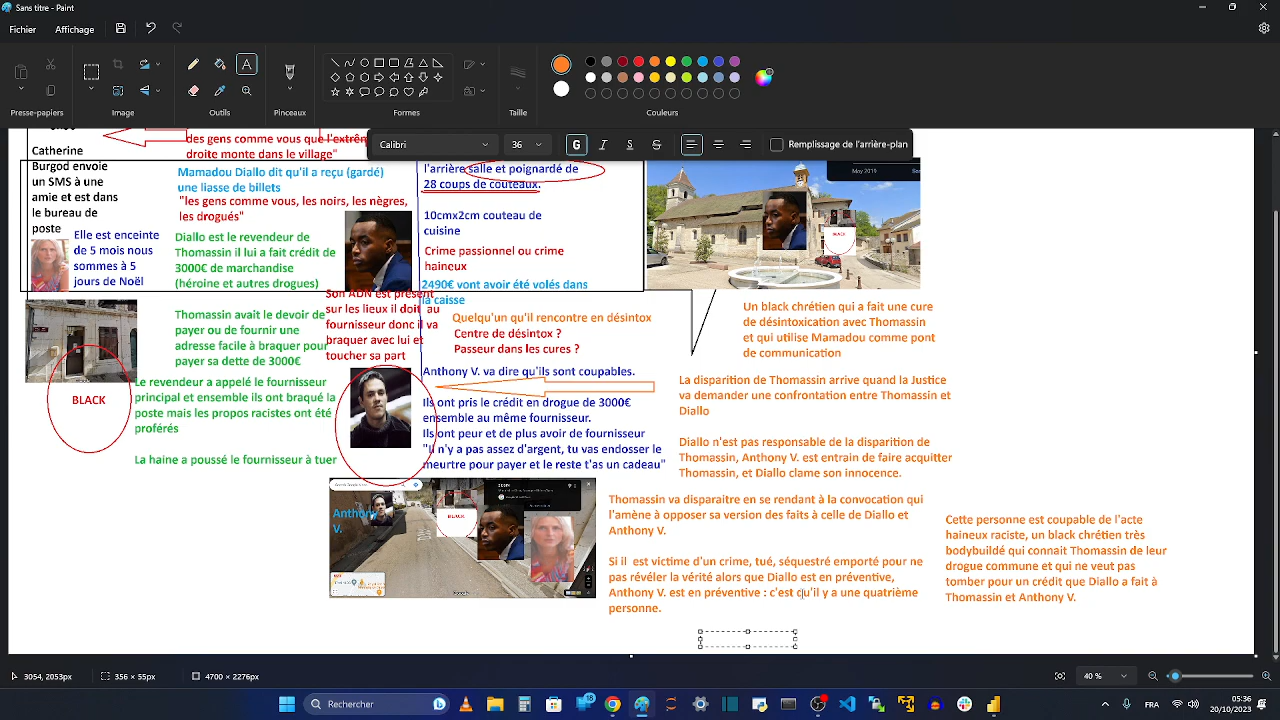 Sans titre - Paint
Fichier
Affichage
Presse-papiers
Image
Outils
Pinceaux
Formes
Taille
Couleurs
Calibri
36
G
Remplissage de l'arrière-plan
Catherine
Burgod envoie
un SMS à une
amie et est dans
le bureau de
poste
des gens comme vous que l'extrême
droite monte dans le village"
Mamadou Diallo dit qu'il a reçu (gardé)
une liasse de billets
"les gens comme vous, les noirs, les nègres,
les drogués"
Elle est enceinte
de 5 mois nous
sommes à 5
jours de Noël
Diallo est le revendeur de
Thomassin il lui a fait crédit de
3000€ de marchandise
(héroine et autres drogues)
l'arrière salle et poignardé de
28 coups de couteaux.
10cmx2cm couteau de
cuisine
Crime passionnel ou crime
haineux
2490€ vont avoir été volés dans
la caisse
May 2019
BLACK
Son ADN est présent
sur les lieux il doit au
fournisseur donc il va
braquer avec lui et
toucher sa part
Thomassin avait le devoir de
payer ou de fournir une
adresse facile à braquer pour
payer sa dette de 3000€
Quelqu'un qu'il rencontre en désintox
Centre de désintox ?
Passeur dans les cures ?
Un black chrétien qui a fait une cure
de désintoxication avec Thomassin
et qui utilise Mamadou comme pont
de communication
BLACK
Le revendeur a appelé le fournisseur
principal et ensemble ils ont braqué la
poste mais les propos racistes ont été
proférés
La haine a poussé le fournisseur à tuer
Anthony V. va dire qu'ils sont coupables.
Ils ont pris le crédit en drogue de 3000€
ensemble au même fournisseur.
Ils ont peur et de plus avoir de fournisseur
"il n'y a pas assez d'argent, tu vas endosser le
meurtre pour payer et le reste t'as un cadeau"
La disparition de Thomassin arrive quand la Justice
va demander une confrontation entre Thomassin et
Diallo
Diallo n'est pas responsable de la disparition de
Thomassin, Anthony V. est entrain de faire acquitter
Thomassin, et Diallo clame son innocence.
Anthony
V.
BLACK
Thomassin va disparaitre en se rendant à la convocation qui
l'amène à opposer sa version des faits à celle de Diallo et
Anthony V.
Si il est victime d'un crime, tué, séquestré emporté pour ne
pas révéler la vérité alors que Diallo est en préventive,
Anthony V. est en préventive : c'est qu'il y a une quatrième
personne.
Cette personne est coupable de l'acte
haineux raciste, un black chrétien très
bodybuildé qui connait Thomassin de leur
drogue commune et qui ne veut pas
tomber pour un crédit que Diallo a fait à
Thomassin et Anthony V.
356 × 55px
4700 × 2276px
40 %
Rechercher
FRA
05:36
20/10/2025